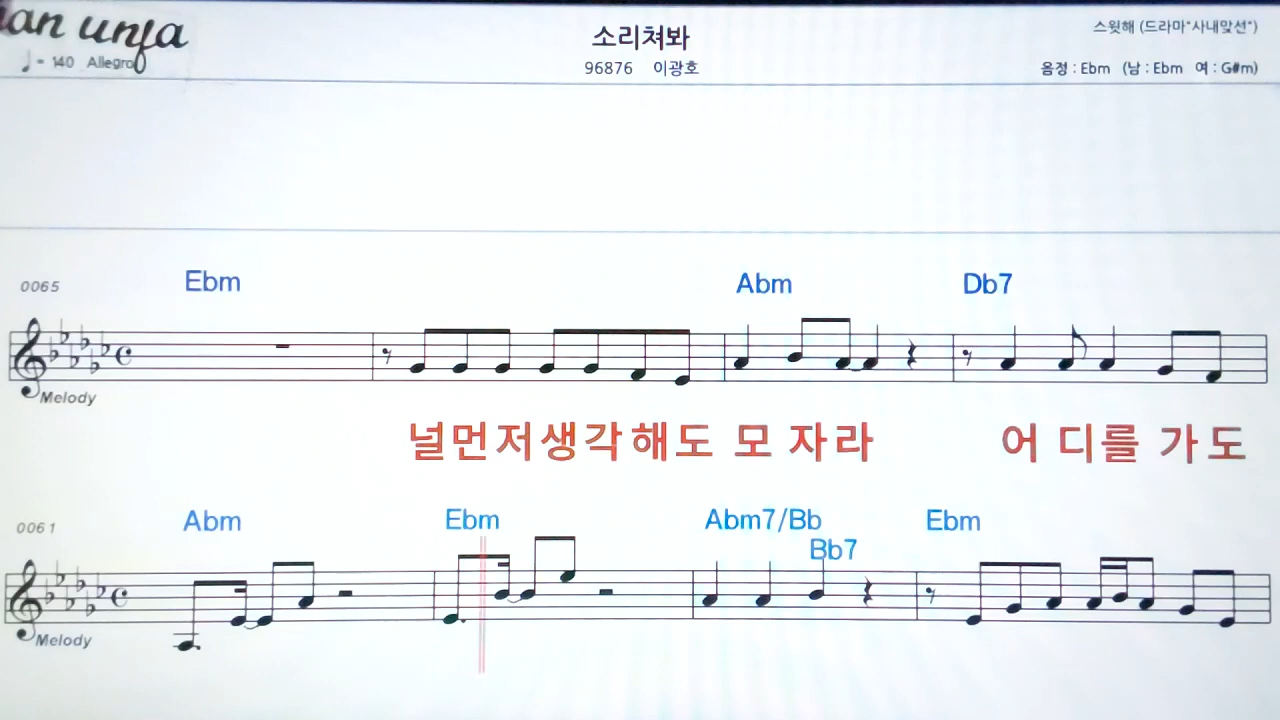 소리쳐봐
스윗해 (드라마"사내맞선")
♩ = 140 Allegro
96876 이광호
음정 : Ebm (남 : Ebm 여 : G#m)
0065 Ebm Abm Db7
Melody
널먼저생각해도 모 자라 어 디를 가도
0061 Abm Ebm Abm7/Bb Ebm
Bb7
Melody